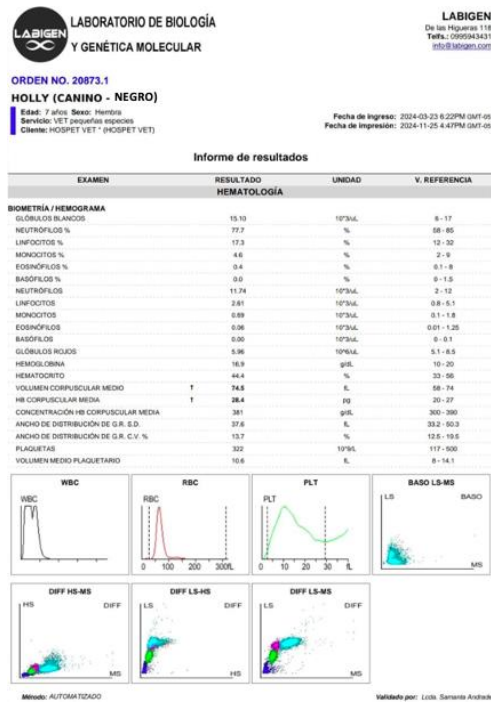 LABIGEN
LABORATORIO DE BIOLOGÍA
Y GENÉTICA MOLECULAR
LABIGEN
De las Higueras 118
Telfs.: 0995943431
info@labigen.com
ORDEN NO. 20873.1
HOLLY (CANINO - NEGRO)
Edad: 7 años Sexo: Hembra
Servicio: VET pequeñas especies
Cliente: HOSPET VET * (HOSPET VET)
Fecha de ingreso: 2024-03-23 6:22PM GMT-05
Fecha de impresión: 2024-11-25 4:47PM GMT-05
Informe de resultados
EXAMEN RESULTADO UNIDAD V. REFERENCIA
HEMATOLOGÍA
BIOMETRÍA / HEMOGRAMA
GLÓBULOS BLANCOS 15.10 10^3/uL 6 - 17
NEUTRÓFILOS % 77.7 % 58 - 85
LINFOCITOS % 17.3 % 12 - 32
MONOCITOS % 4.6 % 2 - 9
EOSINÓFILOS % 0.4 % 0.1 - 8
BASÓFILOS % 0.0 % 0 - 1.5
NEUTRÓFILOS 11.74 10^3/uL 2 - 12
LINFOCITOS 2.61 10^3/uL 0.8 - 5.1
MONOCITOS 0.69 10^3/uL 0.1 - 1.8
EOSINÓFILOS 0.06 10^3/uL 0.01 - 1.25
BASÓFILOS 0.00 10^3/uL 0 - 0.1
GLÓBULOS ROJOS 5.96 10^6/uL 5.1 - 8.5
HEMOGLOBINA 16.9 g/dL 10 - 20
HEMATOCRITO 44.4 % 33 - 56
VOLUMEN CORPUSCULAR MEDIO ↑ 74.5 fL 58 - 74
HB CORPUSCULAR MEDIA ↑ 28.4 pg 20 - 27
CONCENTRACIÓN HB CORPUSCULAR MEDIA 381 g/dL 300 - 390
ANCHO DE DISTRIBUCIÓN DE G.R. S.D. 37.6 fL 33.2 - 50.3
ANCHO DE DISTRIBUCIÓN DE G.R. C.V. % 13.7 % 12.5 - 19.5
PLAQUETAS 322 10^9/L 117 - 500
VOLUMEN MEDIO PLAQUETARIO 10.6 fL 8 - 14.1
WBC RBC PLT BASO LS-MS
WBC RBC PLT LS BASO
0 100 200 300fL 0 10 20 30 fL MS
DIFF HS-MS DIFF LS-HS DIFF LS-MS
HS DIFF LS DIFF LS DIFF
MS HS MS
Método: AUTOMATIZADO
Validado por: Lcda. Samanta Andrade